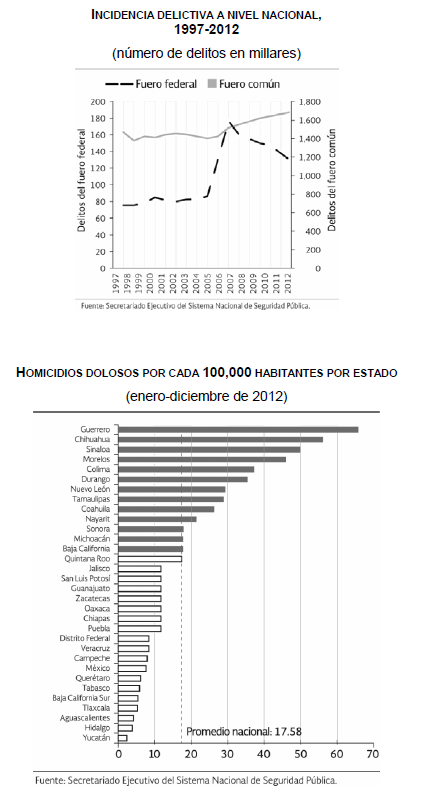 INCIDENCIA DELICTIVA A NIVEL NACIONAL,
1997-2012
(número de delitos en millares)
Fuero federal Fuero común
200 1,800
180 1,600
160 1,400
140 1,200
120 1,000
100 800
80 600
60 400
40 200
20 0
0
Delitos del fuero federal
Delitos del fuero común
1997 1998 1999 2000 2001 2002 2003 2004 2005 2006 2007 2008 2009 2010 2011 2012
Fuente: Secretariado Ejecutivo del Sistema Nacional de Seguridad Pública.
HOMICIDIOS DOLOSOS POR CADA 100,000 HABITANTES POR ESTADO
(enero-diciembre de 2012)
Guerrero
Chihuahua
Sinaloa
Morelos
Colima
Durango
Nuevo León
Tamaulipas
Coahuila
Nayarit
Sonora
Michoacán
Baja California
Quintana Roo
Jalisco
San Luis Potosí
Guanajuato
Zacatecas
Oaxaca
Chiapas
Puebla
Distrito Federal
Veracruz
Campeche
México
Querétaro
Tabasco
Baja California Sur
Tlaxcala
Aguascalientes
Hidalgo
Yucatán
Promedio nacional: 17.58
0 10 20 30 40 50 60 70
Fuente: Secretariado Ejecutivo del Sistema Nacional de Seguridad Pública.